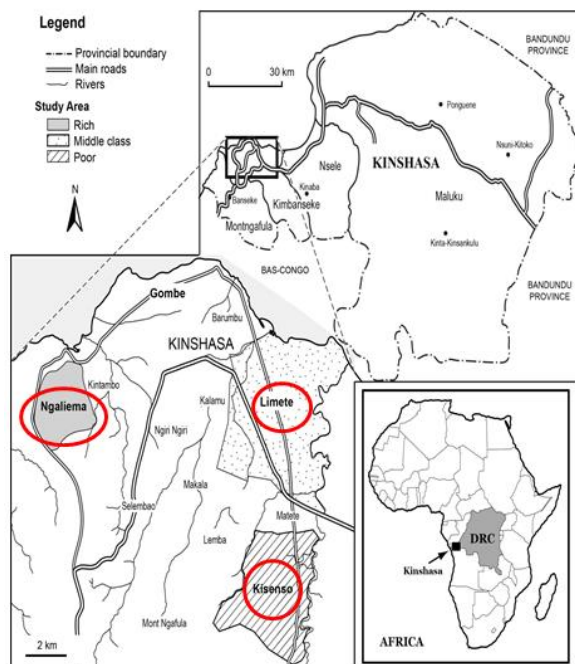 Legend
Provincial boundary
Main roads
Rivers
Study Area
Rich
Middle class
Poor
N
0 30 km
BANDUNDU
PROVINCE
Ponguene
Nsuni-Kitoko
KINSHASA
Nsele
Maluku
Kinaba
Banseke
Kimbanseke
Montngafula
Kinta-Kinsankulu
BAS-CONGO
BANDUNDU
PROVINCE
Gombe
Barumbu
KINSHASA
Kintambo
Ngaliema
Limete
Kalamu
Ngiri Ngiri
Makala
Selembao
Matete
Lemba
Kisenso
Mont Ngafula
2 km
DRC
Kinshasa
AFRICA